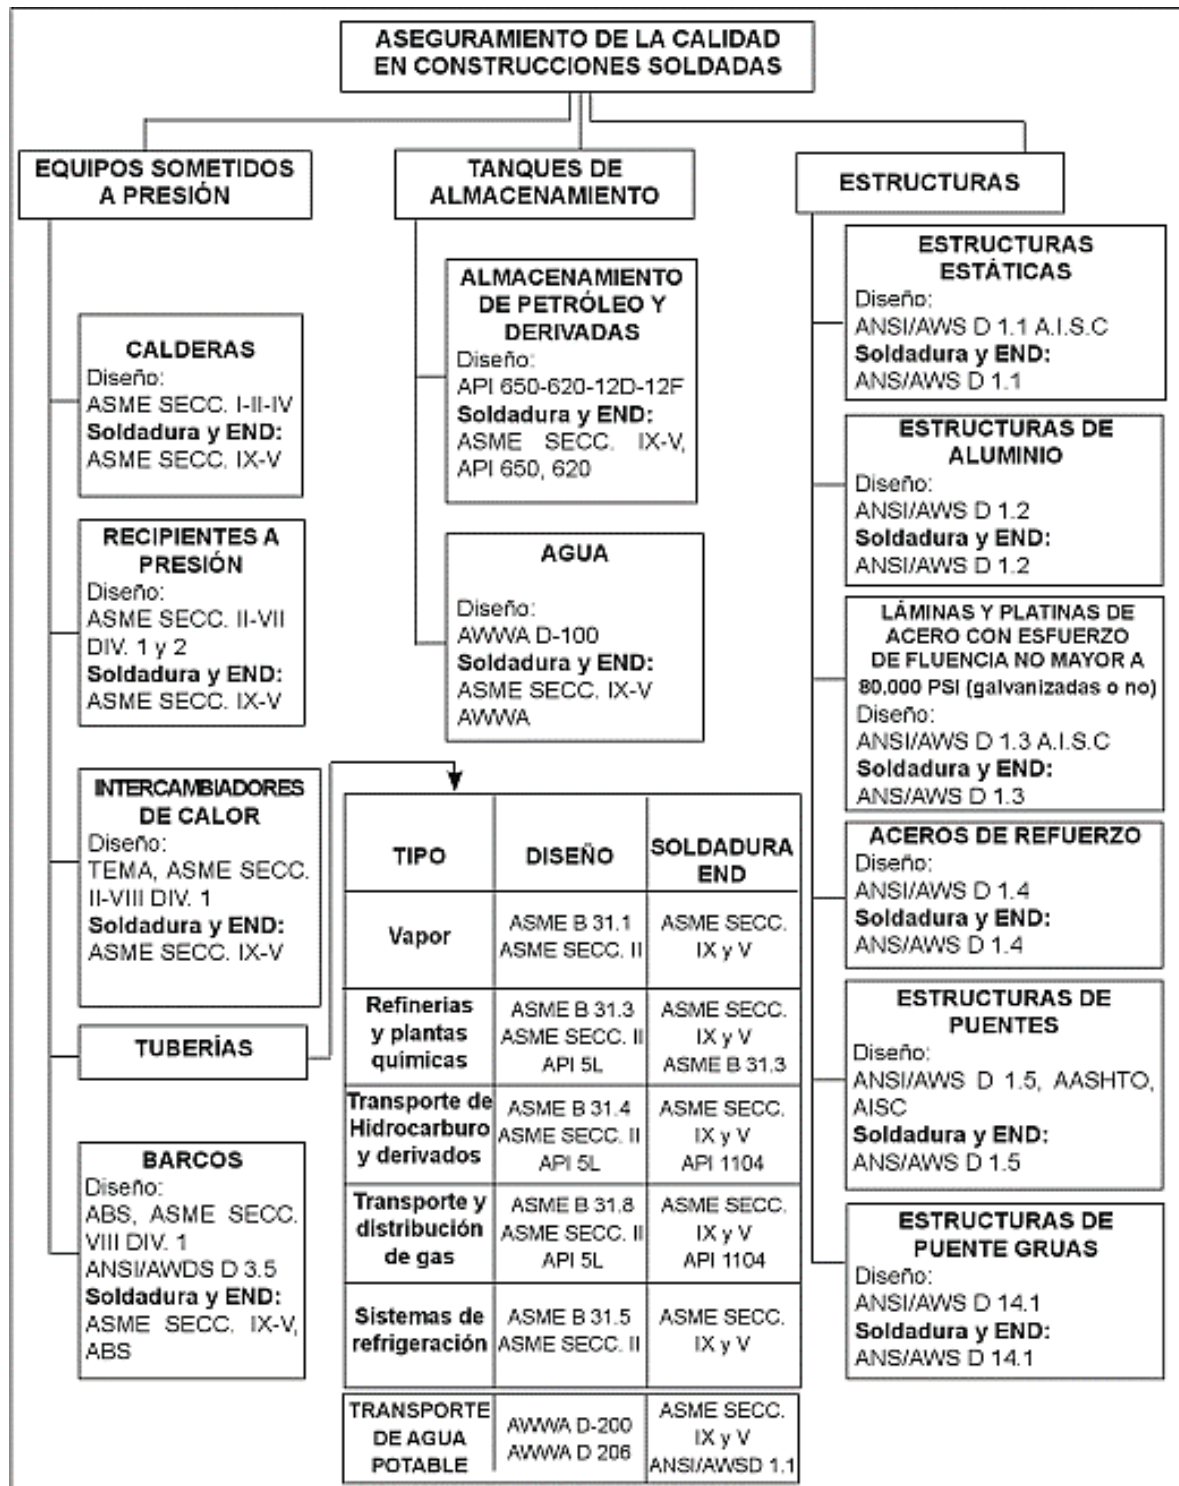 ASEGURAMIENTO DE LA CALIDAD
EN CONSTRUCCIONES SOLDADAS
EQUIPOS SOMETIDOS
A PRESIÓN
CALDERAS
Diseño:
ASME SECC. I-II-IV
Soldadura y END:
ASME SECC. IX-V
RECIPIENTES A
PRESIÓN
Diseño:
ASME SECC. II-VII
DIV. 1 y 2
Soldadura y END:
ASME SECC. IX-V
INTERCAMBIADORES
DE CALOR
Diseño:
TEMA, ASME SECC.
II-VIII DIV. 1
Soldadura y END:
ASME SECC. IX-V
TUBERÍAS
BARCOS
Diseño:
ABS, ASME SECC.
VIII DIV. 1
ANSI/AWDS D 3.5
Soldadura y END:
ASME SECC. IX-V,
ABS
TANQUES DE
ALMACENAMIENTO
ALMACENAMIENTO
DE PETRÓLEO Y
DERIVADAS
Diseño:
API 650-620-12D-12F
Soldadura y END:
ASME SECC. IX-V,
API 650, 620
AGUA
Diseño:
AWWA D-100
Soldadura y END:
ASME SECC. IX-V
AWWA
TIPO DISEÑO SOLDADURA
END
Vapor ASME B 31.1 ASME SECC.
ASME SECC. II IX y V
Refinerias ASME B 31.3 ASME SECC.
y plantas ASME SECC. II IX y V
químicas API 5L ASME B 31.3
Transporte de ASME B 31.4 ASME SECC.
Hidrocarburo ASME SECC. II IX y V
y derivados API 5L API 1104
Transporte y ASME B 31.8 ASME SECC.
distribución ASME SECC. II IX y V
de gas API 5L API 1104
Sistemas de ASME B 31.5 ASME SECC.
refrigeración ASME SECC. II IX y V
TRANSPORTE AWWA D-200 ASME SECC.
DE AGUA AWWA D 206 IX y V
POTABLE ANSI/AWSD 1.1
ESTRUCTURAS
ESTRUCTURAS
ESTÁTICAS
Diseño:
ANSI/AWS D 1.1 A.I.S.C
Soldadura y END:
ANS/AWS D 1.1
ESTRUCTURAS DE
ALUMINIO
Diseño:
ANSI/AWS D 1.2
Soldadura y END:
ANSI/AWS D 1.2
LÁMINAS Y PLATINAS DE
ACERO CON ESFUERZO
DE FLUENCIA NO MAYOR A
80,000 PSI (galvanizadas o no)
Diseño:
ANSI/AWS D 1.3 A.I.S.C
Soldadura y END:
ANS/AWS D 1.3
ACEROS DE REFUERZO
Diseño:
ANSI/AWS D 1.4
Soldadura y END:
ANS/AWS D 1.4
ESTRUCTURAS DE
PUENTES
Diseño:
ANSI/AWS D 1.5, AASHTO,
AISC
Soldadura y END:
ANS/AWS D 1.5
ESTRUCTURAS DE
PUENTE GRUAS
Diseño:
ANSI/AWS D 14.1
Soldadura y END:
ANS/AWS D 14.1